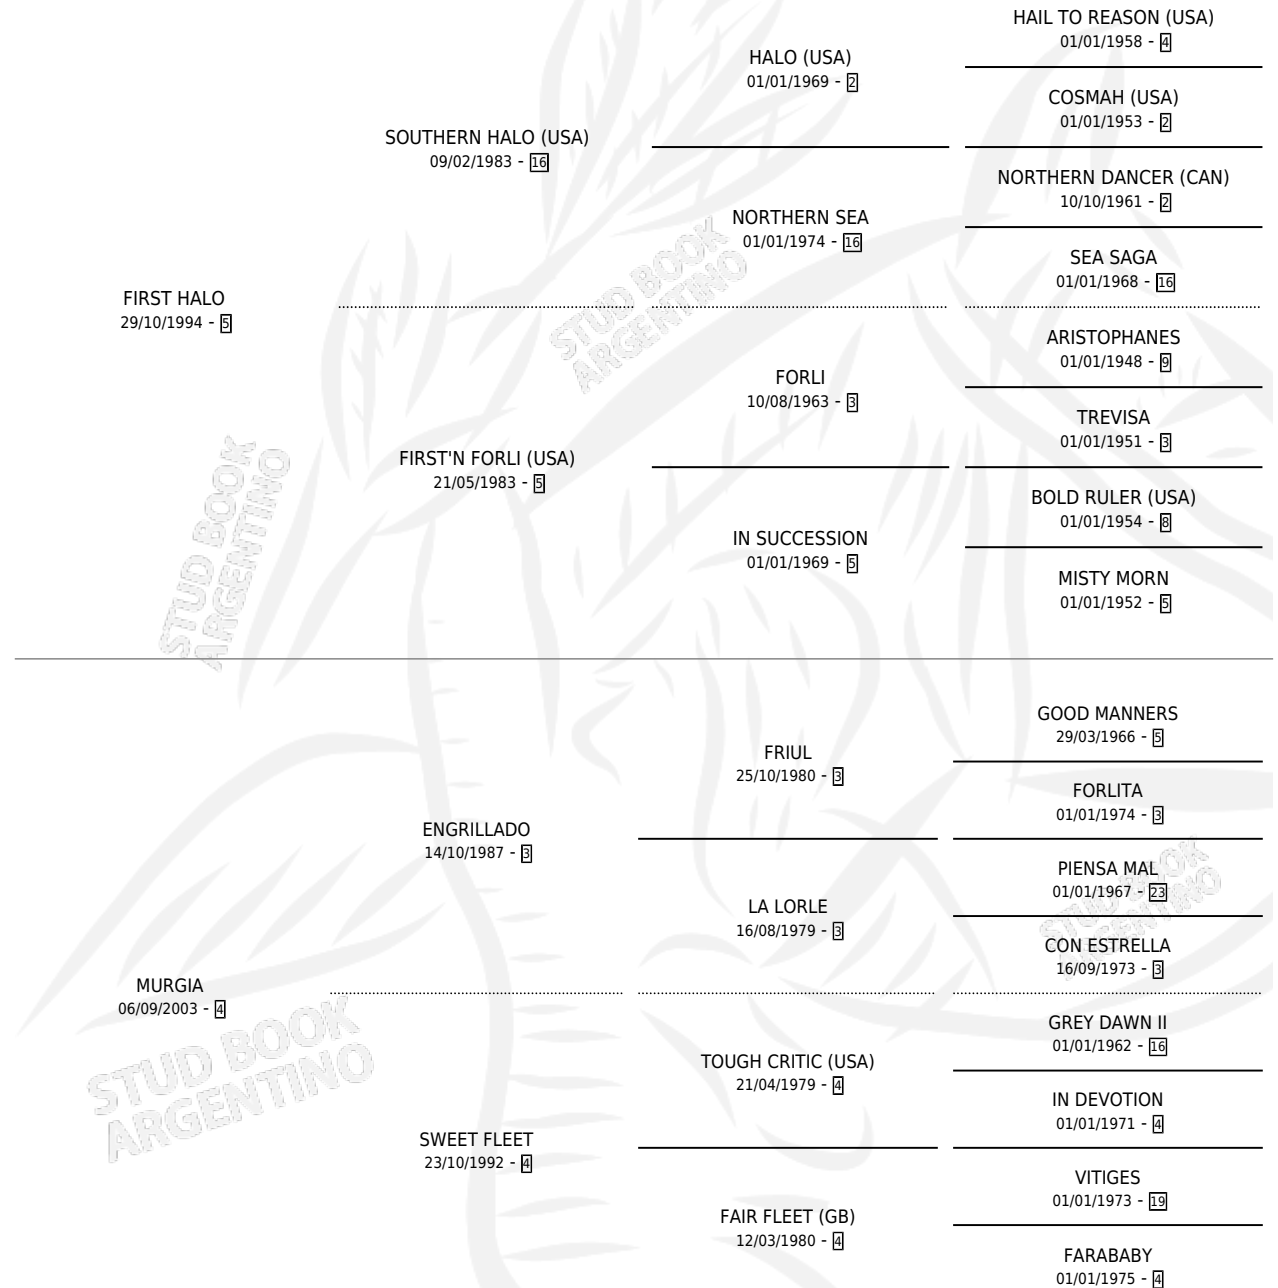 HAIL TO REASON (USA)
01/01/1958 - 4
HALO (USA)
01/01/1969 - 2
COSMAH (USA)
01/01/1953 - 2
SOUTHERN HALO (USA)
09/02/1983 - 16
NORTHERN DANCER (CAN)
10/10/1961 - 2
NORTHERN SEA
01/01/1974 - 16
SEA SAGA
01/01/1968 - 16
FIRST HALO
29/10/1994 - 5
STUD BOOK
ARGENTINO
ARISTOPHANES
01/01/1948 - 9
FORLI
10/08/1963 - 3
TREVISA
01/01/1951 - 3
FIRST'N FORLI (USA)
21/05/1983 - 5
BOLD RULER (USA)
01/01/1954 - 8
IN SUCCESSION
01/01/1969 - 5
MISTY MORN
01/01/1952 - 5
STUD BOOK
ARGENTINO
GOOD MANNERS
29/03/1966 - 5
FRIUL
25/10/1980 - 3
FORLITA
01/01/1974 - 3
ENGRILLADO
14/10/1987 - 3
PIENSA MAL
01/01/1967 - 23
LA LORLE
16/08/1979 - 3
STUD BOOK
ARGENTINO
CON ESTRELLA
16/09/1973 - 3
MURGIA
06/09/2003 - 4
STUD BOOK
ARGENTINO
GREY DAWN II
01/01/1962 - 16
TOUGH CRITIC (USA)
21/04/1979 - 4
IN DEVOTION
01/01/1971 - 4
SWEET FLEET
23/10/1992 - 4
VITIGES
01/01/1973 - 19
FAIR FLEET (GB)
12/03/1980 - 4
FARABABY
01/01/1975 - 4